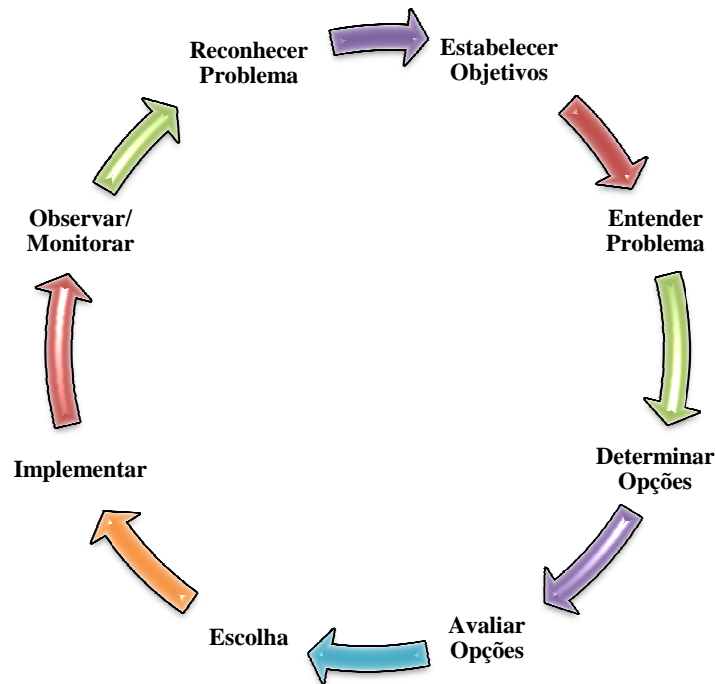 Reconhecer
Problema
Estabelecer
Objetivos
Entender
Problema
Determinar
Opções
Avaliar
Opções
Escolha
Implementar
Observar/
Monitorar